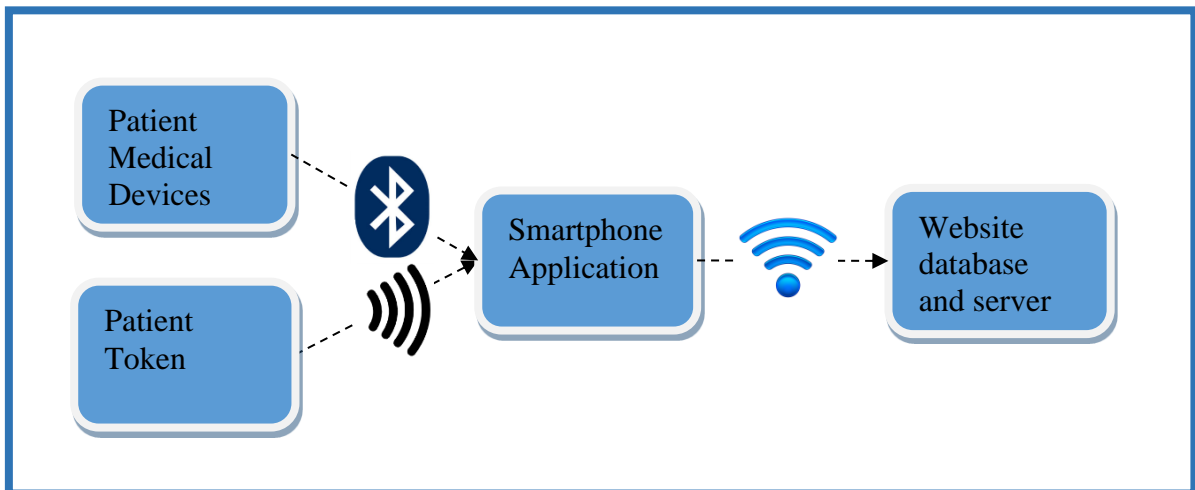 Patient
Medical
Devices
Smartphone
Application
Website
database
and server
Patient
Token